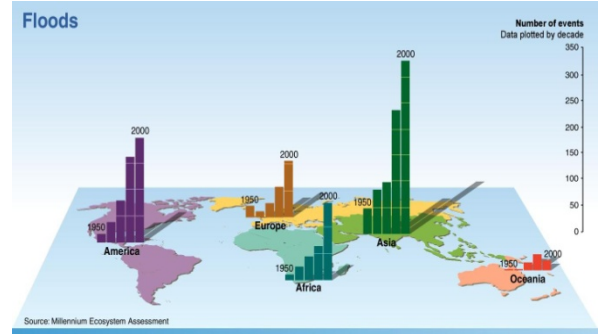 Floods
Number of events
Data plotted by decade
350
300
250
200
150
100
50
0
2000
1950
America
2000
1950
Europe
2000
1950
Africa
2000
1950
Asia
1950
2000
Oceania
Source: Millennium Ecosystem Assessment